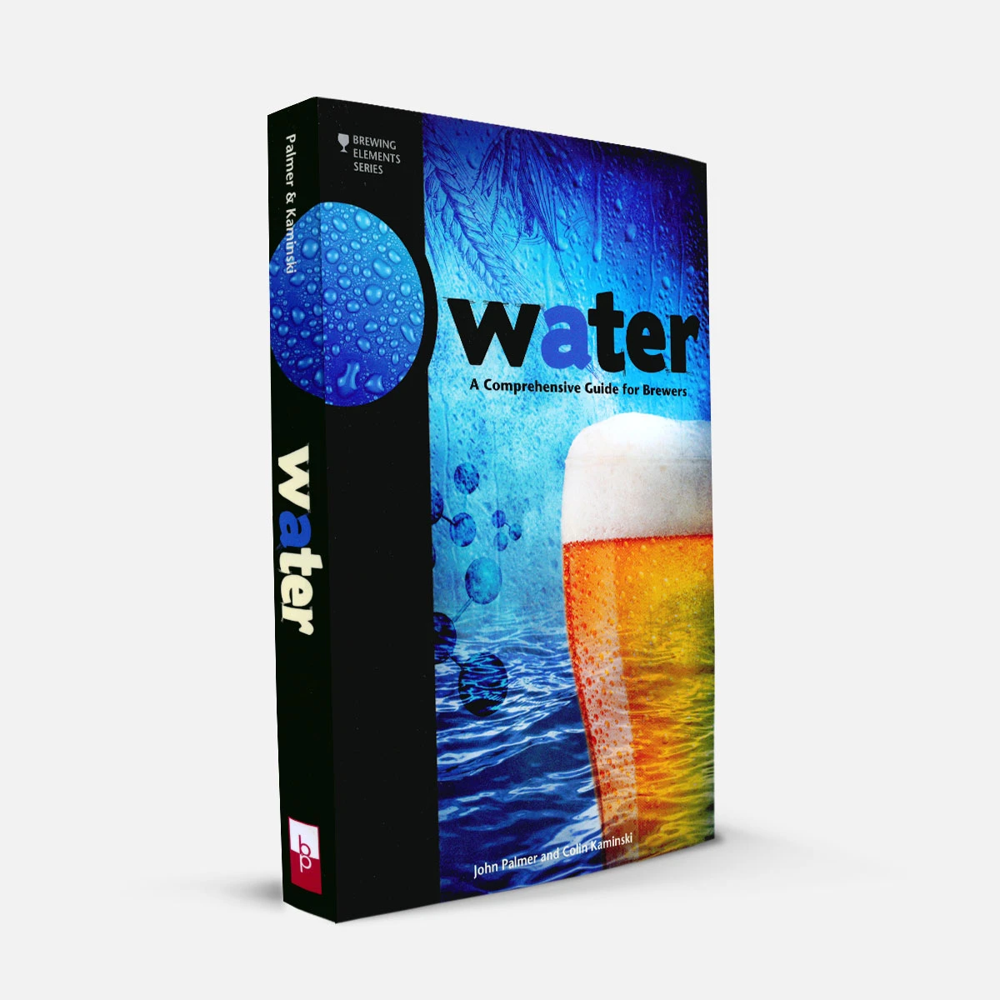 BREWING
ELEMENTS
SERIES
water
A Comprehensive Guide for Brewers
John Palmer and Colin Kaminski
Palmer & Kaminski
water
bp